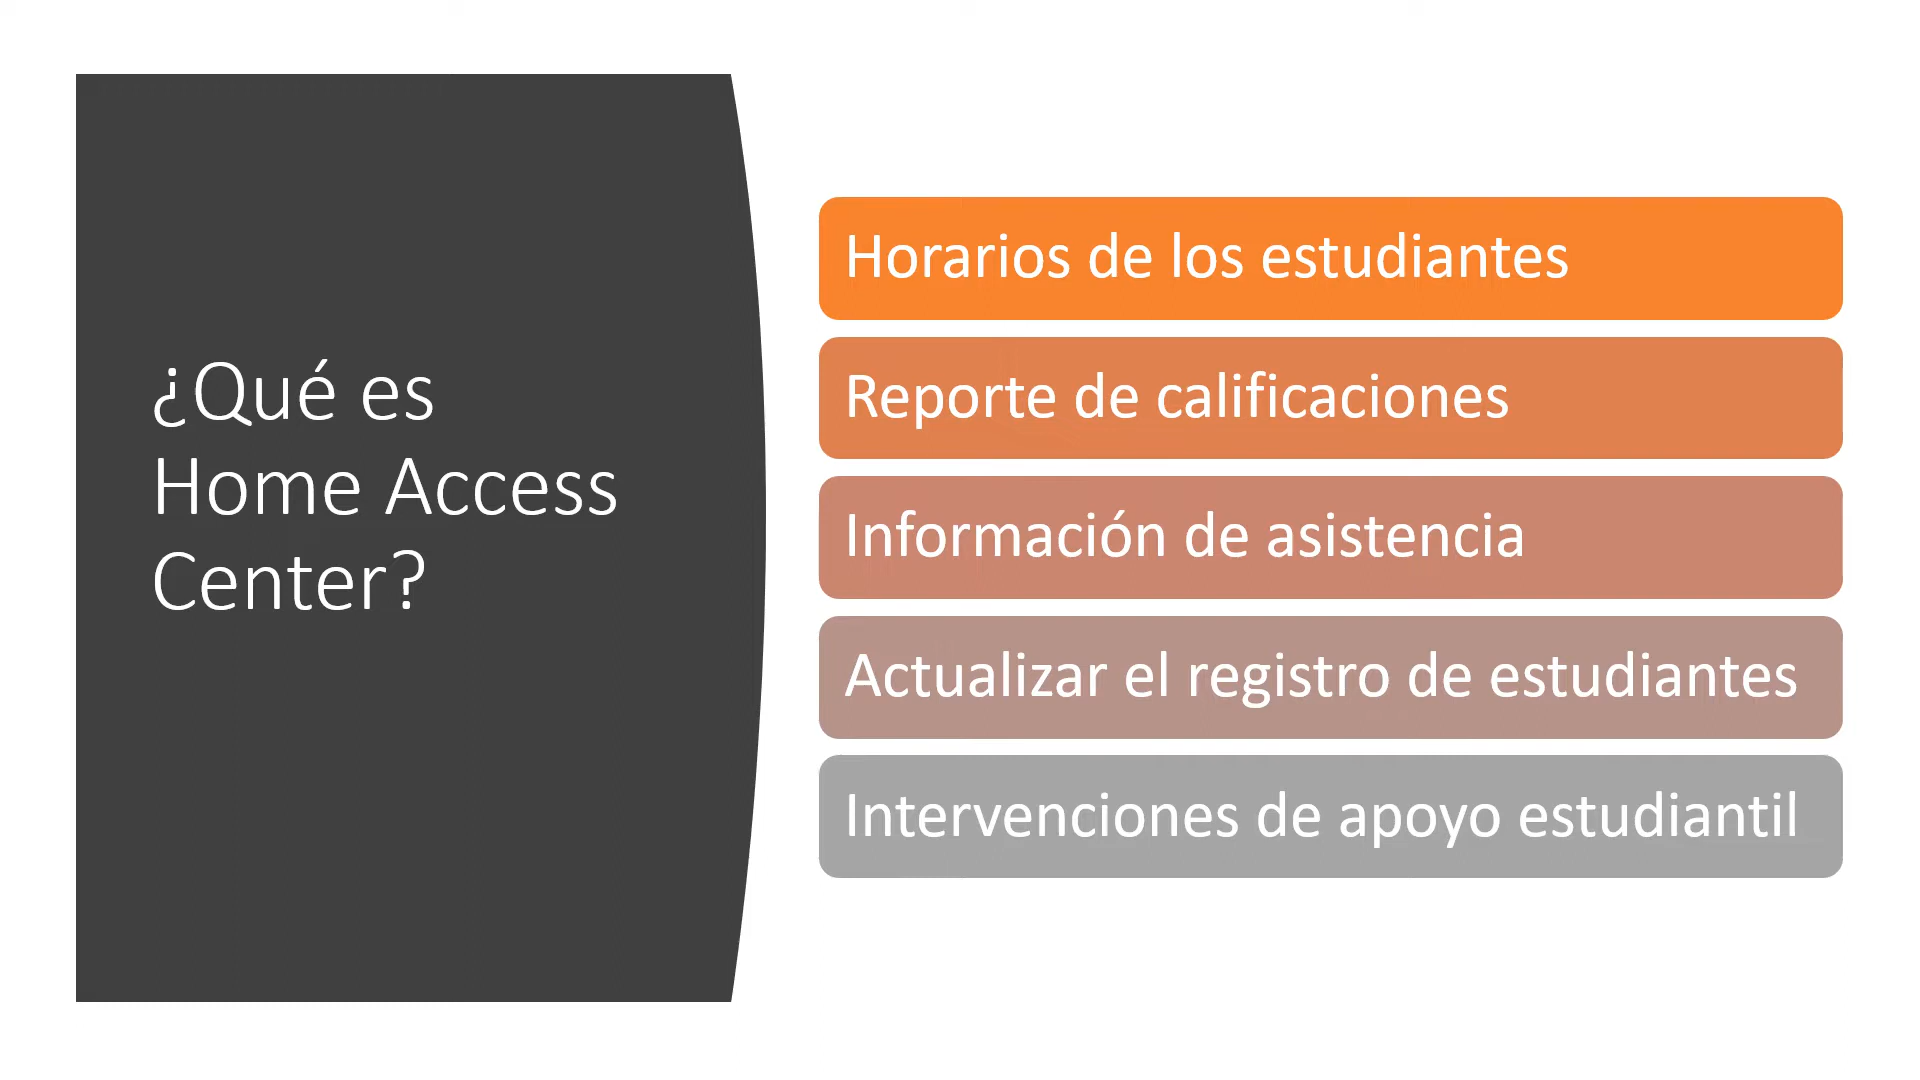 ¿Qué es
Home Access
Center?
Horarios de los estudiantes
Reporte de calificaciones
Información de asistencia
Actualizar el registro de estudiantes
Intervenciones de apoyo estudiantil